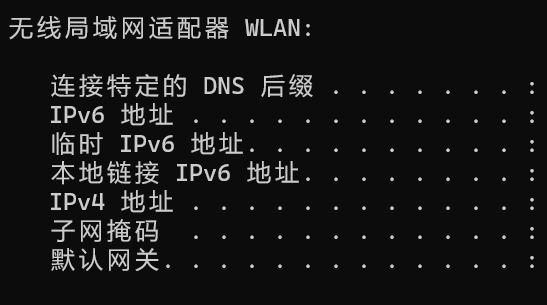 无线局域网适配器 WLAN:
连接特定的 DNS 后缀 . . . . . . . :
IPv6 地址 . . . . . . . . . . . . :
临时 IPv6 地址. . . . . . . . . . :
本地链接 IPv6 地址. . . . . . . . :
IPv4 地址 . . . . . . . . . . . . :
子网掩码  . . . . . . . . . . . . :
默认网关. . . . . . . . . . . . . :